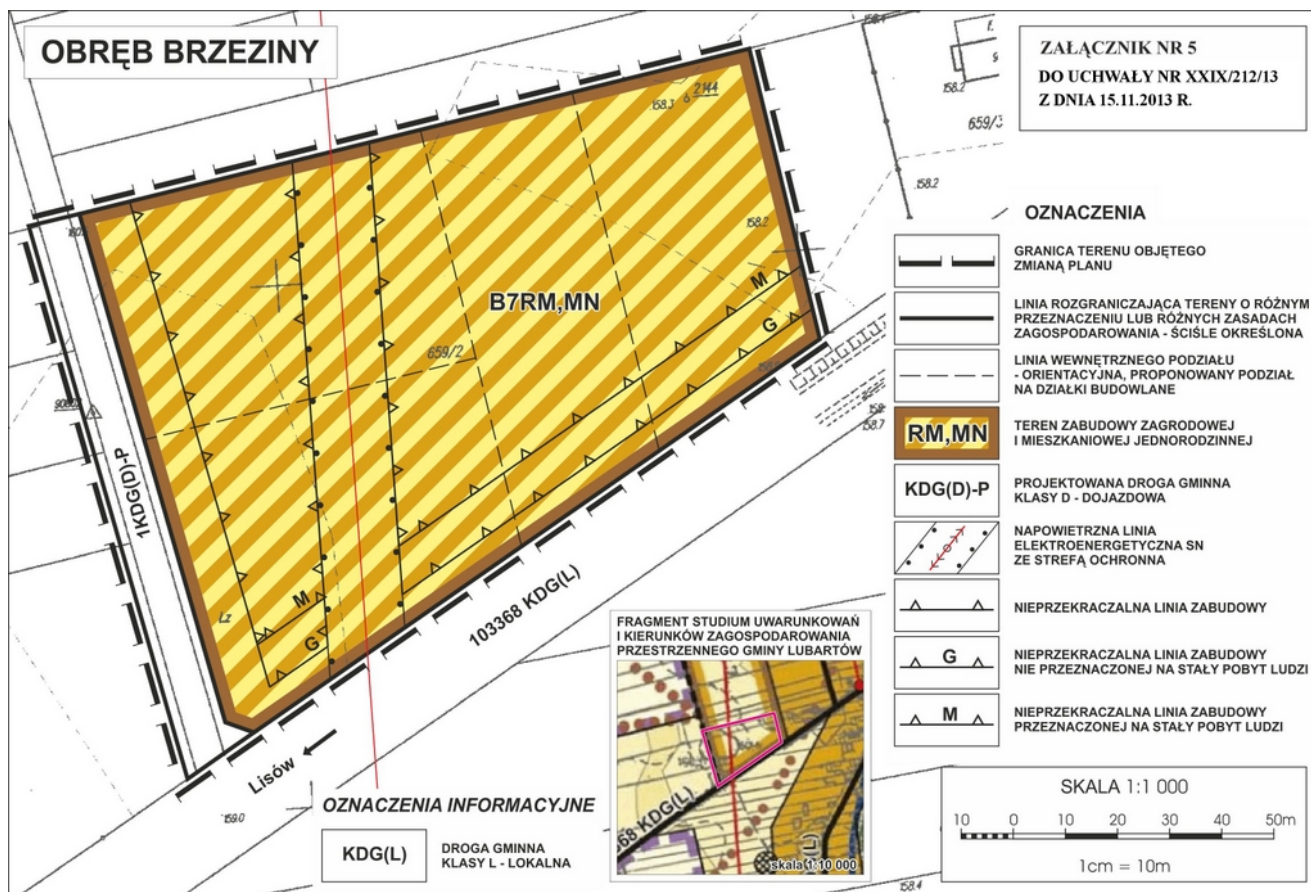 OBRĘB BRZEZINY
ZAŁĄCZNIK NR 5
DO UCHWAŁY NR XXIX/212/13
Z DNIA 15.11.2013 R.
158.2
659/3
158.2
158.3
2144
158.2
B7RM,MN
659/2
M
G
M
G
Łz
1KDG(D)-P
103368 KDG(L)
Lisów
159.0
158.7
158.4
OZNACZENIA
GRANICA TERENU OBJĘTEGO
ZMIANĄ PLANU
LINIA ROZGRANICZAJĄCA TERENY O RÓŻNYM
PRZEZNACZENIU LUB RÓŻNYCH ZASADACH
ZAGOSPODAROWANIA - ŚCIŚLE OKREŚLONA
LINIA WEWNĘTRZNEGO PODZIAŁU
- ORIENTACYJNA, PROPONOWANY PODZIAŁ
NA DZIAŁKI BUDOWLANE
RM,MN
TEREN ZABUDOWY ZAGRODOWEJ
I MIESZKANIOWEJ JEDNORODZINNEJ
KDG(D)-P
PROJEKTOWANA DROGA GMINNA
KLASY D - DOJAZDOWA
NAPOWIETRZNA LINIA
ELEKTROENERGETYCZNA SN
ZE STREFĄ OCHRONNA
NIEPRZEKRACZALNA LINIA ZABUDOWY
G
NIEPRZEKRACZALNA LINIA ZABUDOWY
NIE PRZEZNACZONEJ NA STAŁY POBYT LUDZI
M
NIEPRZEKRACZALNA LINIA ZABUDOWY
PRZEZNACZONEJ NA STAŁY POBYT LUDZI
FRAGMENT STUDIUM UWARUNKOWAŃ
I KIERUNKÓW ZAGOSPODAROWANIA
PRZESTRZENNEGO GMINY LUBARTÓW
368 KDG(L)
(L)
skala 1:10 000
OZNACZENIA INFORMACYJNE
KDG(L)
DROGA GMINNA
KLASY L - LOKALNA
SKALA 1:1 000
10 0 10 20 30 40 50m
1cm = 10m